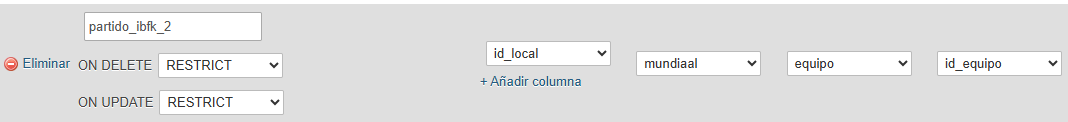 partido_ibfk_2
Eliminar ON DELETE RESTRICT
ON UPDATE RESTRICT
id_local mundiaal equipo id_equipo
+ Añadir columna